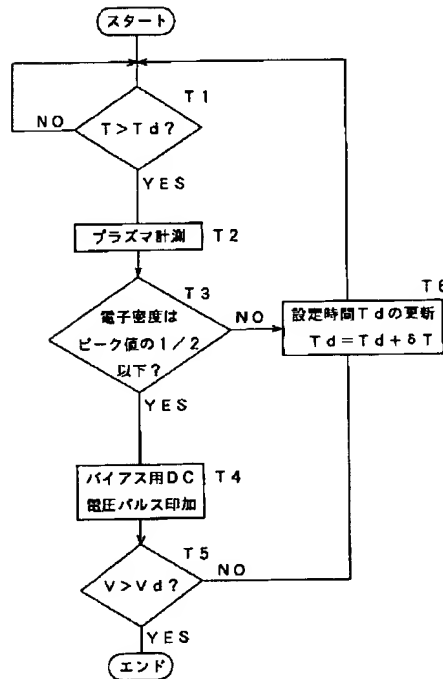 スタート
T1
NO
T>Td?
YES
プラズマ計測 T2
T3
電子密度は
ピーク値の1/2
以下?
NO
YES
T6
設定時間Tdの更新
Td=Td+δT
バイアス用DC
電圧パルス印加
T4
T5
V>Vd?
NO
YES
エンド